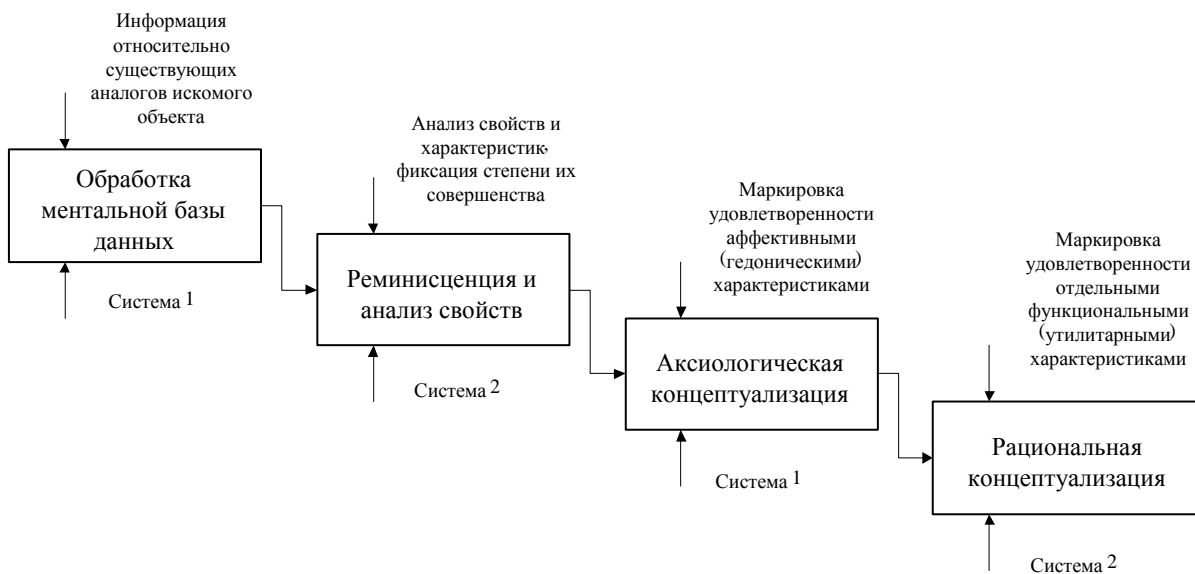 Информация
относительно
существующих
аналогов искомого
объекта
Обработка
ментальной базы
данных
Система 1
Анализ свойств и
характеристик,
фиксация степени их
совершенства
Реминисценция и
анализ свойств
Система 2
Маркировка
удовлетворенности
аффективными
(гедоническими)
характеристиками
Аксиологическая
концептуализация
Система 1
Маркировка
удовлетворенности
отдельными
функциональными
(утилитарными)
характеристиками
Рациональная
концептуализация
Система 2